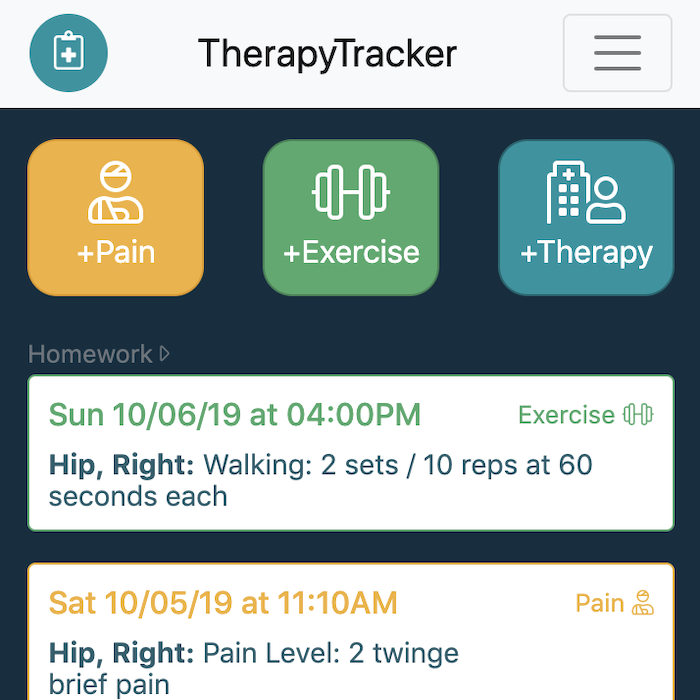 TherapyTracker
+Pain
+Exercise
+Therapy
Homework
Sun 10/06/19 at 04:00PM
Exercise
Hip, Right: Walking: 2 sets / 10 reps at 60
seconds each
Sat 10/05/19 at 11:10AM
Pain
Hip, Right: Pain Level: 2 twinge
brief pain